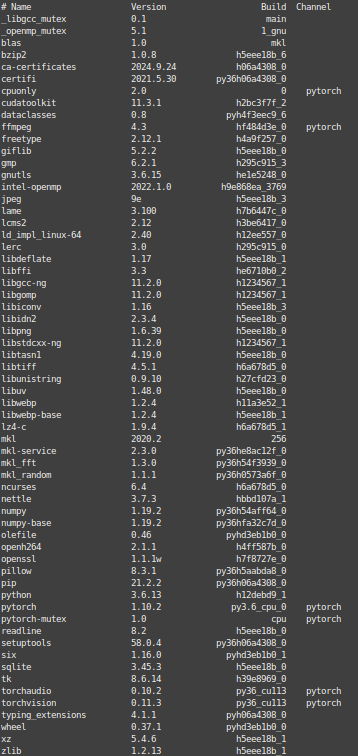 # Name Version Build Channel
_libgcc_mutex 0.1 main
_openmp_mutex 5.1 1_gnu
blas 1.0 mkl
bzip2 1.0.8 h5eee18b_6
ca-certificates 2024.9.24 h06a4308_0
certifi 2021.5.30 py36h06a4308_0
cpuonly 2.0 0 pytorch
cudatoolkit 11.3.1 h2bc3f7f_2
dataclasses 0.8 pyh4f3eec9_6
ffmpeg 4.3 hf484d3e_0 pytorch
freetype 2.12.1 h4a9f257_0
giflib 5.2.2 h5eee18b_0
gmp 6.2.1 h295c915_3
gnutls 3.6.15 he1e5248_0
intel-openmp 2022.1.0 h9e868ea_3769
jpeg 9e h5eee18b_3
lame 3.100 h7b6447c_0
lcms2 2.12 h3be6417_0
ld_impl_linux-64 2.40 h12ee557_0
lerc 3.0 h295c915_0
libdeflate 1.17 h5eee18b_1
libffi 3.3 he6710b0_2
libgcc-ng 11.2.0 h1234567_1
libgomp 11.2.0 h1234567_1
libiconv 1.16 h5eee18b_3
libidn2 2.3.4 h5eee18b_0
libpng 1.6.39 h5eee18b_0
libstdcxx-ng 11.2.0 h1234567_1
libtasn1 4.19.0 h5eee18b_0
libtiff 4.5.1 h6a678d5_0
libunistring 0.9.10 h27cfd23_0
libuv 1.48.0 h5eee18b_0
libwebp 1.2.4 h11a3e52_1
libwebp-base 1.2.4 h5eee18b_1
lz4-c 1.9.4 h6a678d5_1
mkl 2020.2 256
mkl-service 2.3.0 py36he8ac12f_0
mkl_fft 1.3.0 py36h54f3939_0
mkl_random 1.1.1 py36h0573a6f_0
ncurses 6.4 h6a678d5_0
nettle 3.7.3 hbbd107a_1
numpy 1.19.2 py36h54aff64_0
numpy-base 1.19.2 py36hfa32c7d_0
olefile 0.46 pyhd3eb1b0_0
openh264 2.1.1 h4ff587b_0
openssl 1.1.1w h7f8727e_0
pillow 8.3.1 py36h5aabda8_0
pip 21.2.2 py36h06a4308_0
python 3.6.13 h12debd9_1
pytorch 1.10.2 py3.6_cpu_0 pytorch
pytorch-mutex 1.0 cpu pytorch
readline 8.2 h5eee18b_0
setuptools 58.0.4 py36h06a4308_0
six 1.16.0 pyhd3eb1b0_1
sqlite 3.45.3 h5eee18b_0
tk 8.6.14 h39e8969_0
torchaudio 0.10.2 py36_cu113 pytorch
torchvision 0.11.3 py36_cu113 pytorch
typing_extensions 4.1.1 pyh06a4308_0
wheel 0.37.1 pyhd3eb1b0_0
xz 5.4.6 h5eee18b_1
zlib 1.2.13 h5eee18b_1